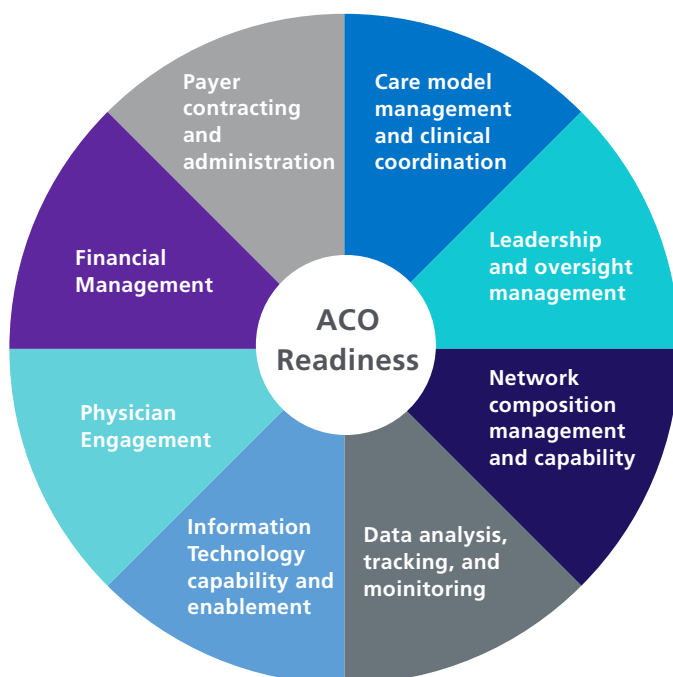 Payer
contracting
and
administration
Care model
management
and clinical
coordination
Leadership
and oversight
management
Network
composition
management
and capability
Data analysis,
tracking, and
moinitoring
Information
Technology
capability and
enablement
Physician
Engagement
Financial
Management
ACO
Readiness